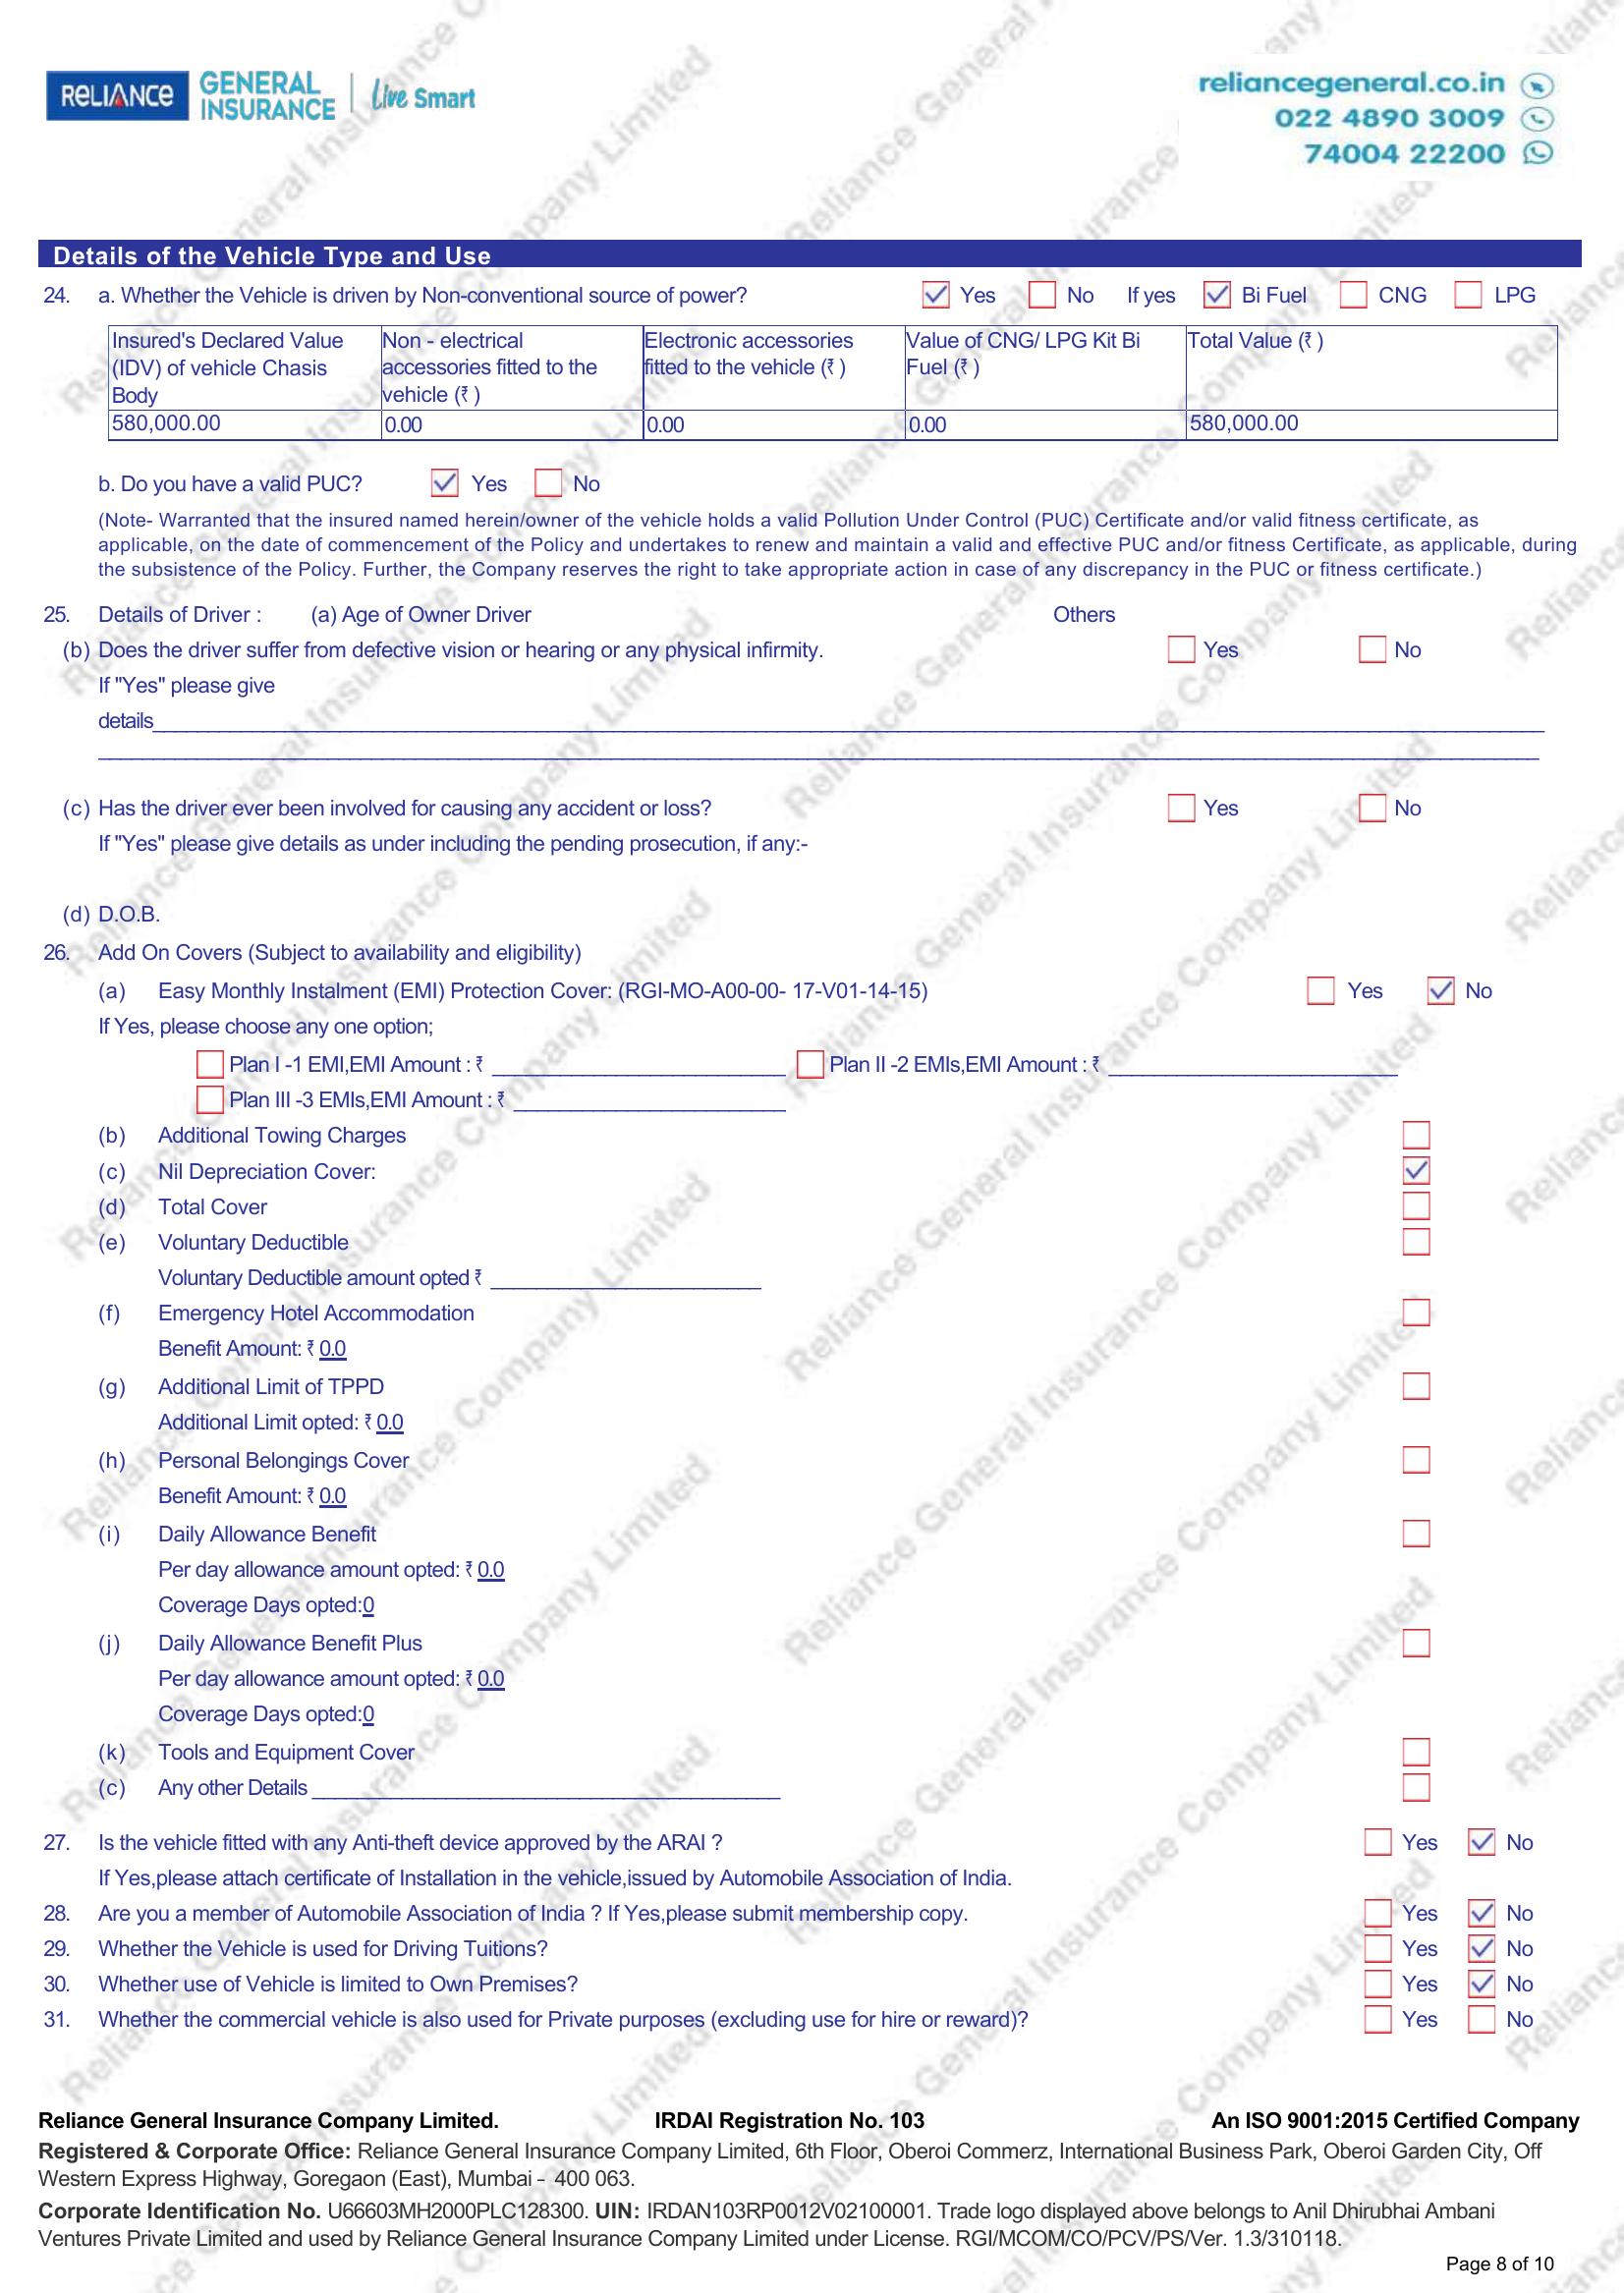 RELIANCE GENERAL INSURANCE Live Smart
reliancegeneral.co.in
022 4890 3009
74004 22200
Details of the Vehicle Type and Use
24. a. Whether the Vehicle is driven by Non-conventional source of power? Yes No If yes Bi Fuel CNG LPG
Insured's Declared Value (IDV) of vehicle Chasis Body Non - electrical accessories fitted to the vehicle (₹ ) Electronic accessories fitted to the vehicle (₹ ) Value of CNG/ LPG Kit Bi Fuel (₹ ) Total Value (₹ )
580,000.00 0.00 0.00 0.00 580,000.00
b. Do you have a valid PUC? Yes No
(Note- Warranted that the insured named herein/owner of the vehicle holds a valid Pollution Under Control (PUC) Certificate and/or valid fitness certificate, as
applicable, on the date of commencement of the Policy and undertakes to renew and maintain a valid and effective PUC and/or fitness Certificate, as applicable, during
the subsistence of the Policy. Further, the Company reserves the right to take appropriate action in case of any discrepancy in the PUC or fitness certificate.)
25. Details of Driver : (a) Age of Owner Driver Others
(b) Does the driver suffer from defective vision or hearing or any physical infirmity. Yes No
If "Yes" please give
details
(c) Has the driver ever been involved for causing any accident or loss? Yes No
If "Yes" please give details as under including the pending prosecution, if any:-
(d) D.O.B.
26. Add On Covers (Subject to availability and eligibility)
(a) Easy Monthly Instalment (EMI) Protection Cover: (RGI-MO-A00-00- 17-V01-14-15) Yes No
If Yes, please choose any one option;
Plan I -1 EMI,EMI Amount : ₹ Plan II -2 EMIs,EMI Amount : ₹
Plan III -3 EMIs,EMI Amount : ₹
(b) Additional Towing Charges
(c) Nil Depreciation Cover:
(d) Total Cover
(e) Voluntary Deductible
Voluntary Deductible amount opted ₹
(f) Emergency Hotel Accommodation
Benefit Amount: ₹ 0.0
(g) Additional Limit of TPPD
Additional Limit opted: ₹ 0.0
(h) Personal Belongings Cover
Benefit Amount: ₹ 0.0
(i) Daily Allowance Benefit
Per day allowance amount opted: ₹ 0.0
Coverage Days opted:0
(j) Daily Allowance Benefit Plus
Per day allowance amount opted: ₹ 0.0
Coverage Days opted:0
(k) Tools and Equipment Cover
(c) Any other Details
27. Is the vehicle fitted with any Anti-theft device approved by the ARAI ? Yes No
If Yes,please attach certificate of Installation in the vehicle,issued by Automobile Association of India.
28. Are you a member of Automobile Association of India ? If Yes,please submit membership copy. Yes No
29. Whether the Vehicle is used for Driving Tuitions? Yes No
30. Whether use of Vehicle is limited to Own Premises? Yes No
31. Whether the commercial vehicle is also used for Private purposes (excluding use for hire or reward)? Yes No
Reliance General Insurance Company Limited. IRDAI Registration No. 103 An ISO 9001:2015 Certified Company
Registered & Corporate Office: Reliance General Insurance Company Limited, 6th Floor, Oberoi Commerz, International Business Park, Oberoi Garden City, Off
Western Express Highway, Goregaon (East), Mumbai - 400 063.
Corporate Identification No. U66603MH2000PLC128300. UIN: IRDAN103RP0012V02100001. Trade logo displayed above belongs to Anil Dhirubhai Ambani
Ventures Private Limited and used by Reliance General Insurance Company Limited under License. RGI/MCOM/CO/PCV/PS/Ver. 1.3/310118.
Page 8 of 10